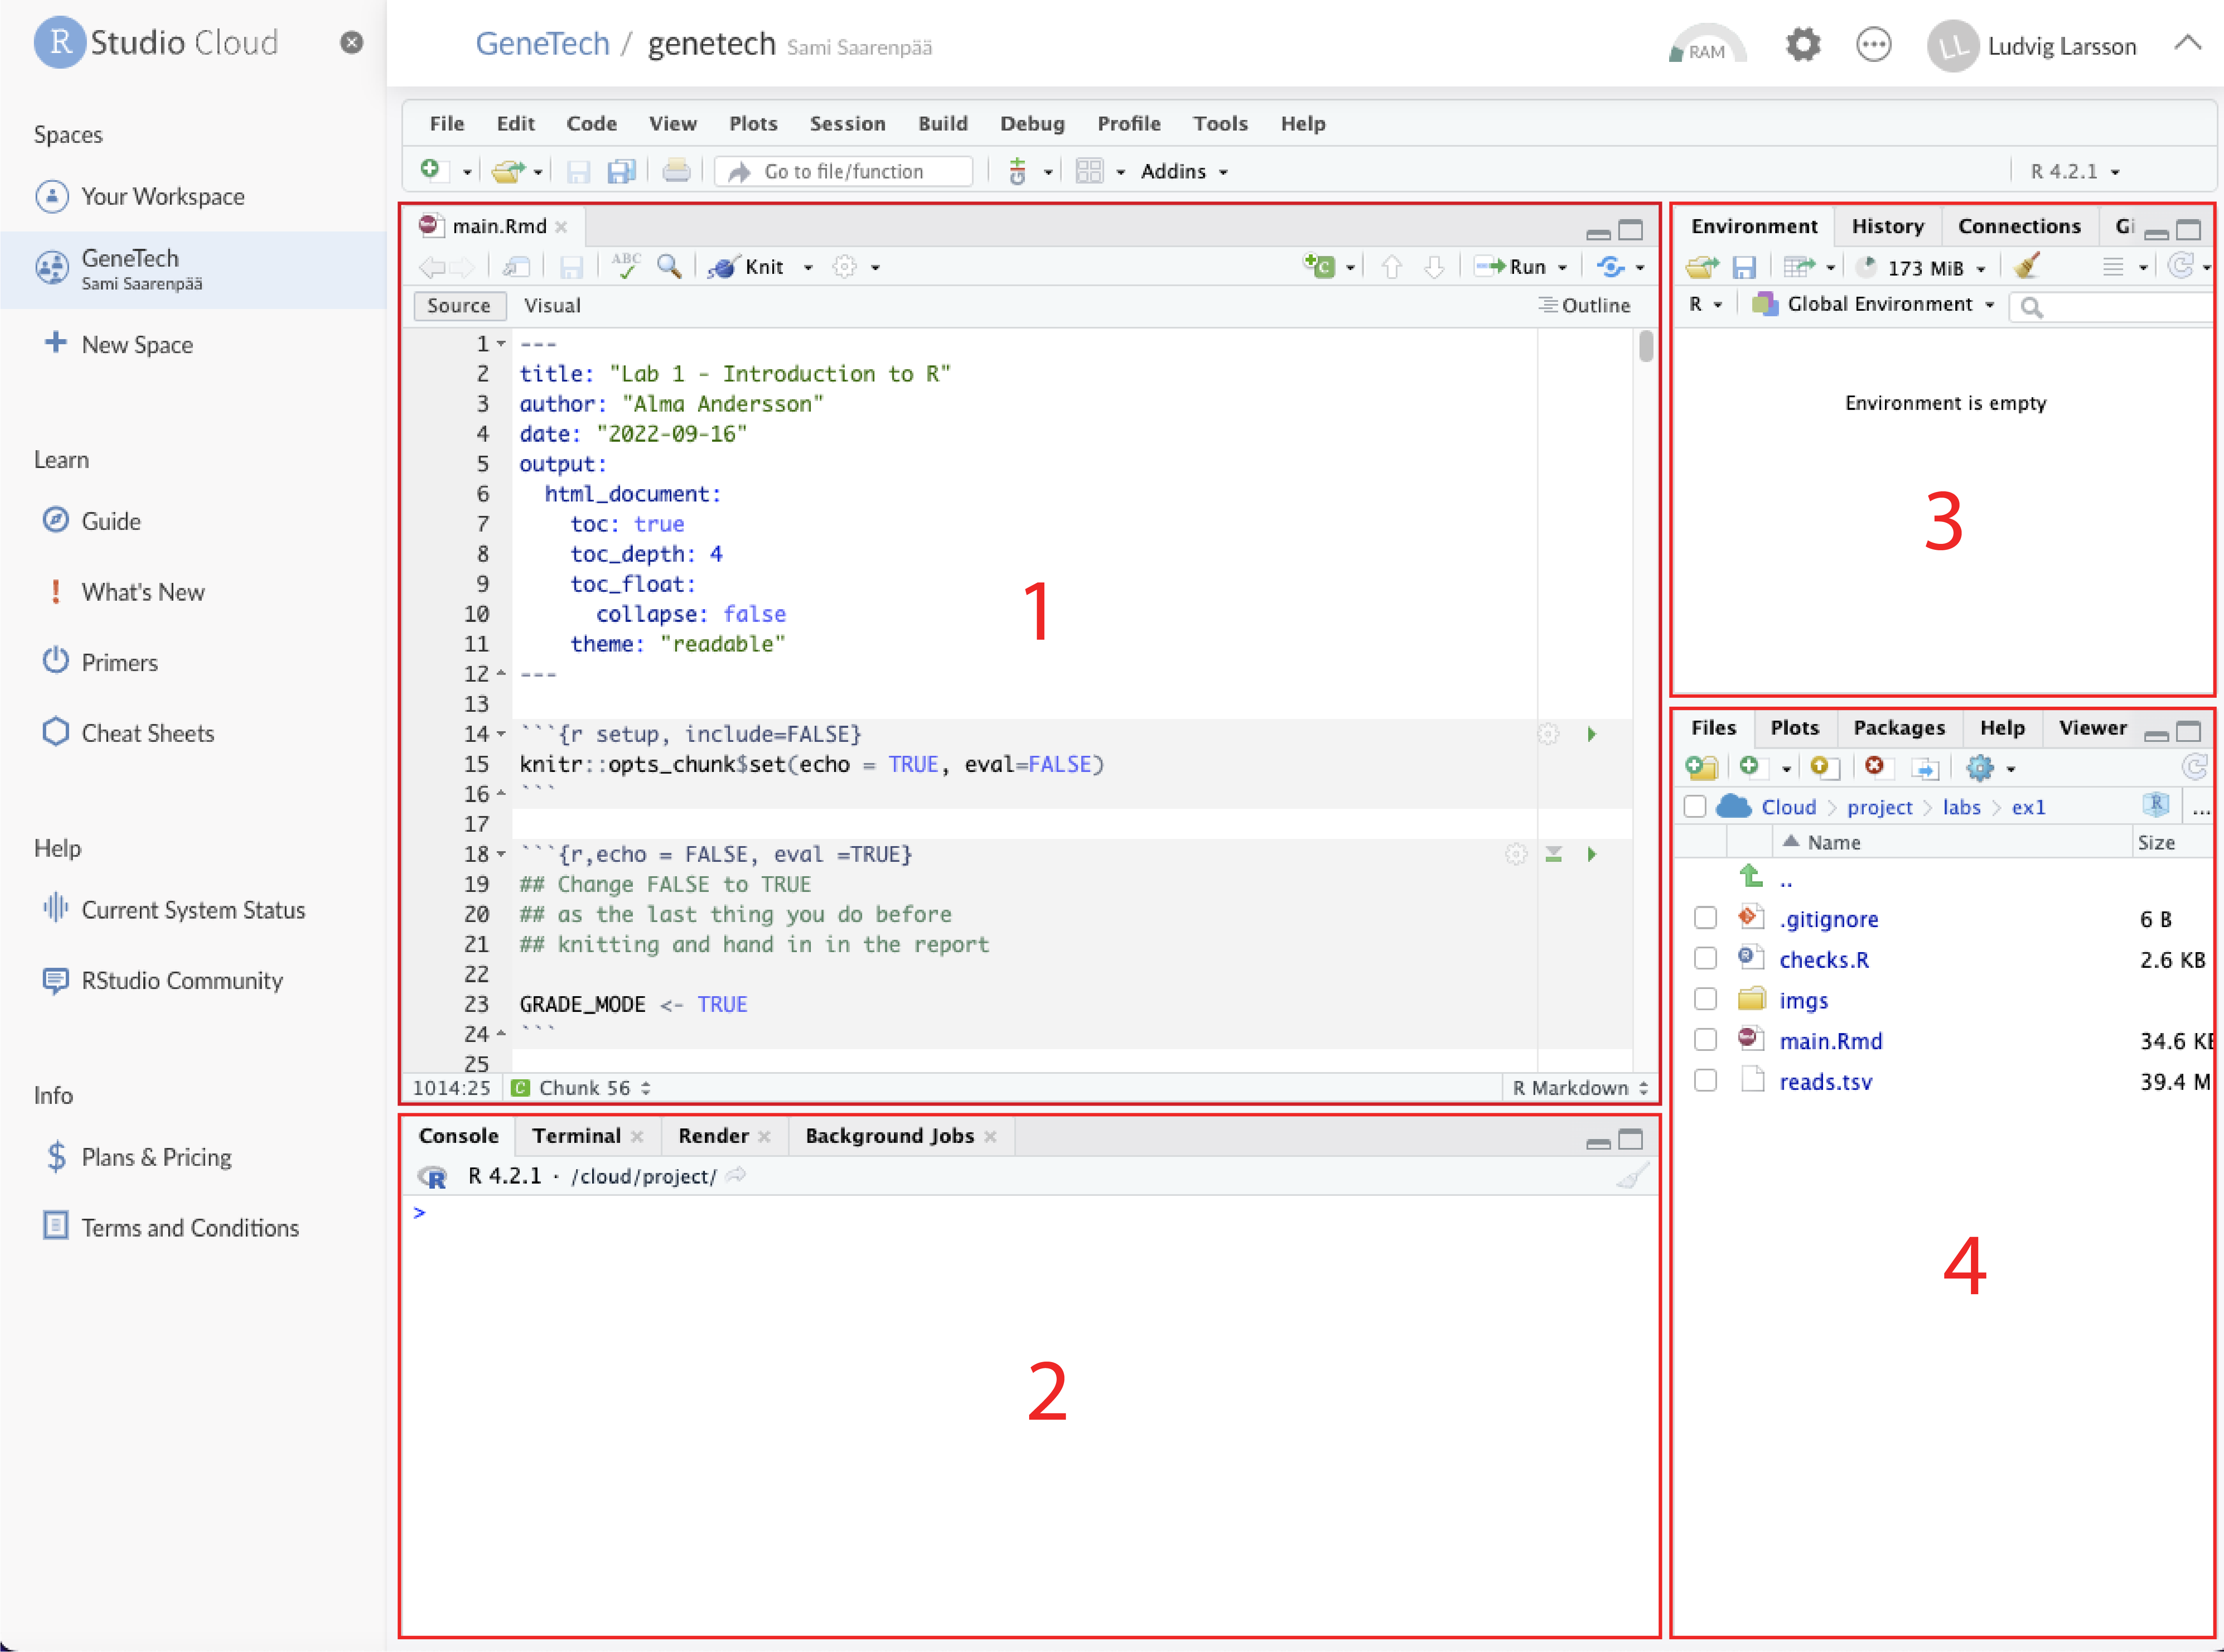 R Studio Cloud
Spaces
Your Workspace
GeneTech
Sami Saarenpää
New Space
Learn
Guide
What's New
Primers
Cheat Sheets
Help
Current System Status
RStudio Community
Info
Plans & Pricing
Terms and Conditions
GeneTech / genetech Sami Saarenpää
RAM
LL Ludvig Larsson
File Edit Code View Plots Session Build Debug Profile Tools Help
Go to file/function Addins R 4.2.1
main.Rmd
ABC Knit C Run
Source Visual Outline
1 ---
2 title: "Lab 1 - Introduction to R"
3 author: "Alma Andersson"
4 date: "2022-09-16"
5 output:
6 html_document:
7 toc: true
8 toc_depth: 4
9 toc_float:
10 collapse: false
11 theme: "readable"
12 ---
13
14 ```{r setup, include=FALSE}
15 knitr::opts_chunk$set(echo = TRUE, eval=FALSE)
16 ```
17
18 ```{r,echo = FALSE, eval =TRUE}
19 ## Change FALSE to TRUE
20 ## as the last thing you do before
21 ## knitting and hand in in the report
22
23 GRADE_MODE <- TRUE
24 ```
25
1014:25 C Chunk 56 R Markdown
1
Console Terminal Render Background Jobs
R R 4.2.1 · /cloud/project/
>
2
Environment History Connections Gi
173 MiB
R Global Environment
Environment is empty
3
Files Plots Packages Help Viewer
Cloud project labs ex1 R ...
Name Size
..
.gitignore 6 B
checks.R 2.6 KB
imgs
main.Rmd 34.6 KB
reads.tsv 39.4 M
4